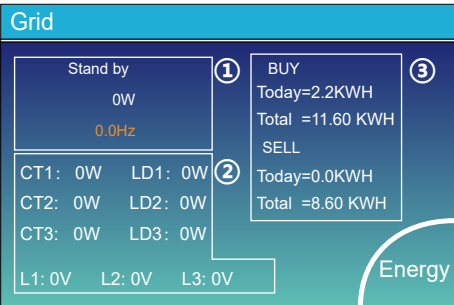 Grid
Stand by
0W
0.0Hz
①
CT1: 0W LD1: 0W
CT2: 0W LD2: 0W
CT3: 0W LD3: 0W
L1: 0V L2: 0V L3: 0V
②
BUY
Today=2.2KWH
Total =11.60 KWH
SELL
Today=0.0KWH
Total =8.60 KWH
③
Energy